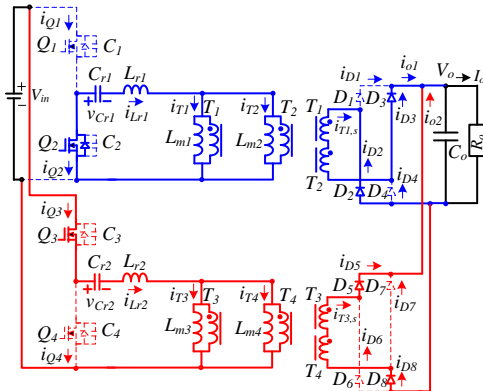 iQ1
Q1 C1
Cr1 Lr1
Vin
+
−
vCr1 iLr1
iT1 T1 iT2 T2
Lm1 Lm2
Q2 C2
iQ2
T1 iT1,s T2
iD1 io1 Vo Io
D1 D3
iD3 io2
iD2
Co Ro
D2 D4 iD4
iQ3
Q3 C3
Cr2 Lr2
vCr2 iLr2
iT3 T3 iT4 T4
Lm3 Lm4
Q4 C4
iQ4
T3 iT3,s T4
iD5
D5 D7
iD7
iD6
D6 D8 iD8